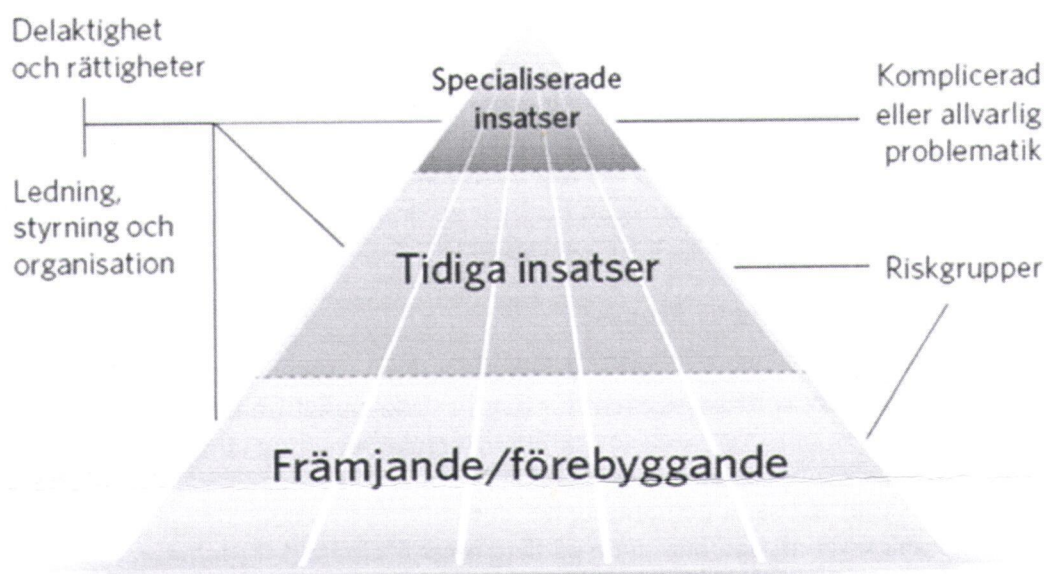 Delaktighet
och rättigheter
Ledning,
styrning och
organisation
Specialiserade
insatser
Tidiga insatser
Främjande/förebyggande
Komplicerad
eller allvarlig
problematik
Riskgrupper